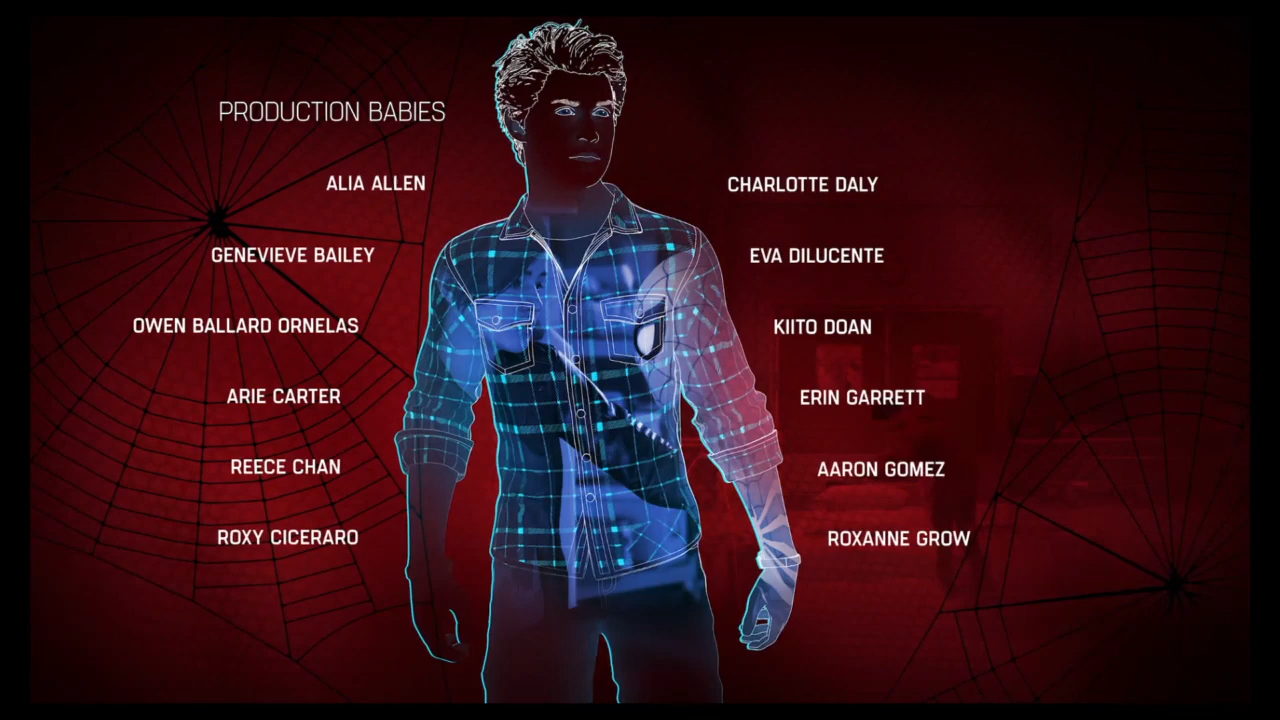 PRODUCTION BABIES
ALIA ALLEN
GENEVIEVE BAILEY
OWEN BALLARD ORNELAS
ARIE CARTER
REECE CHAN
ROXY CICERARO
CHARLOTTE DALY
EVA DILUCENTE
KIITO DOAN
ERIN GARRETT
AARON GOMEZ
ROXANNE GROW